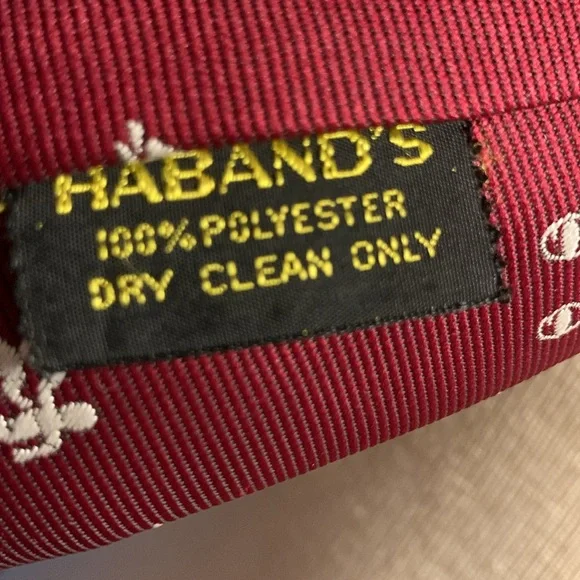 HABAND'S
100% POLYESTER
DRY CLEAN ONLY